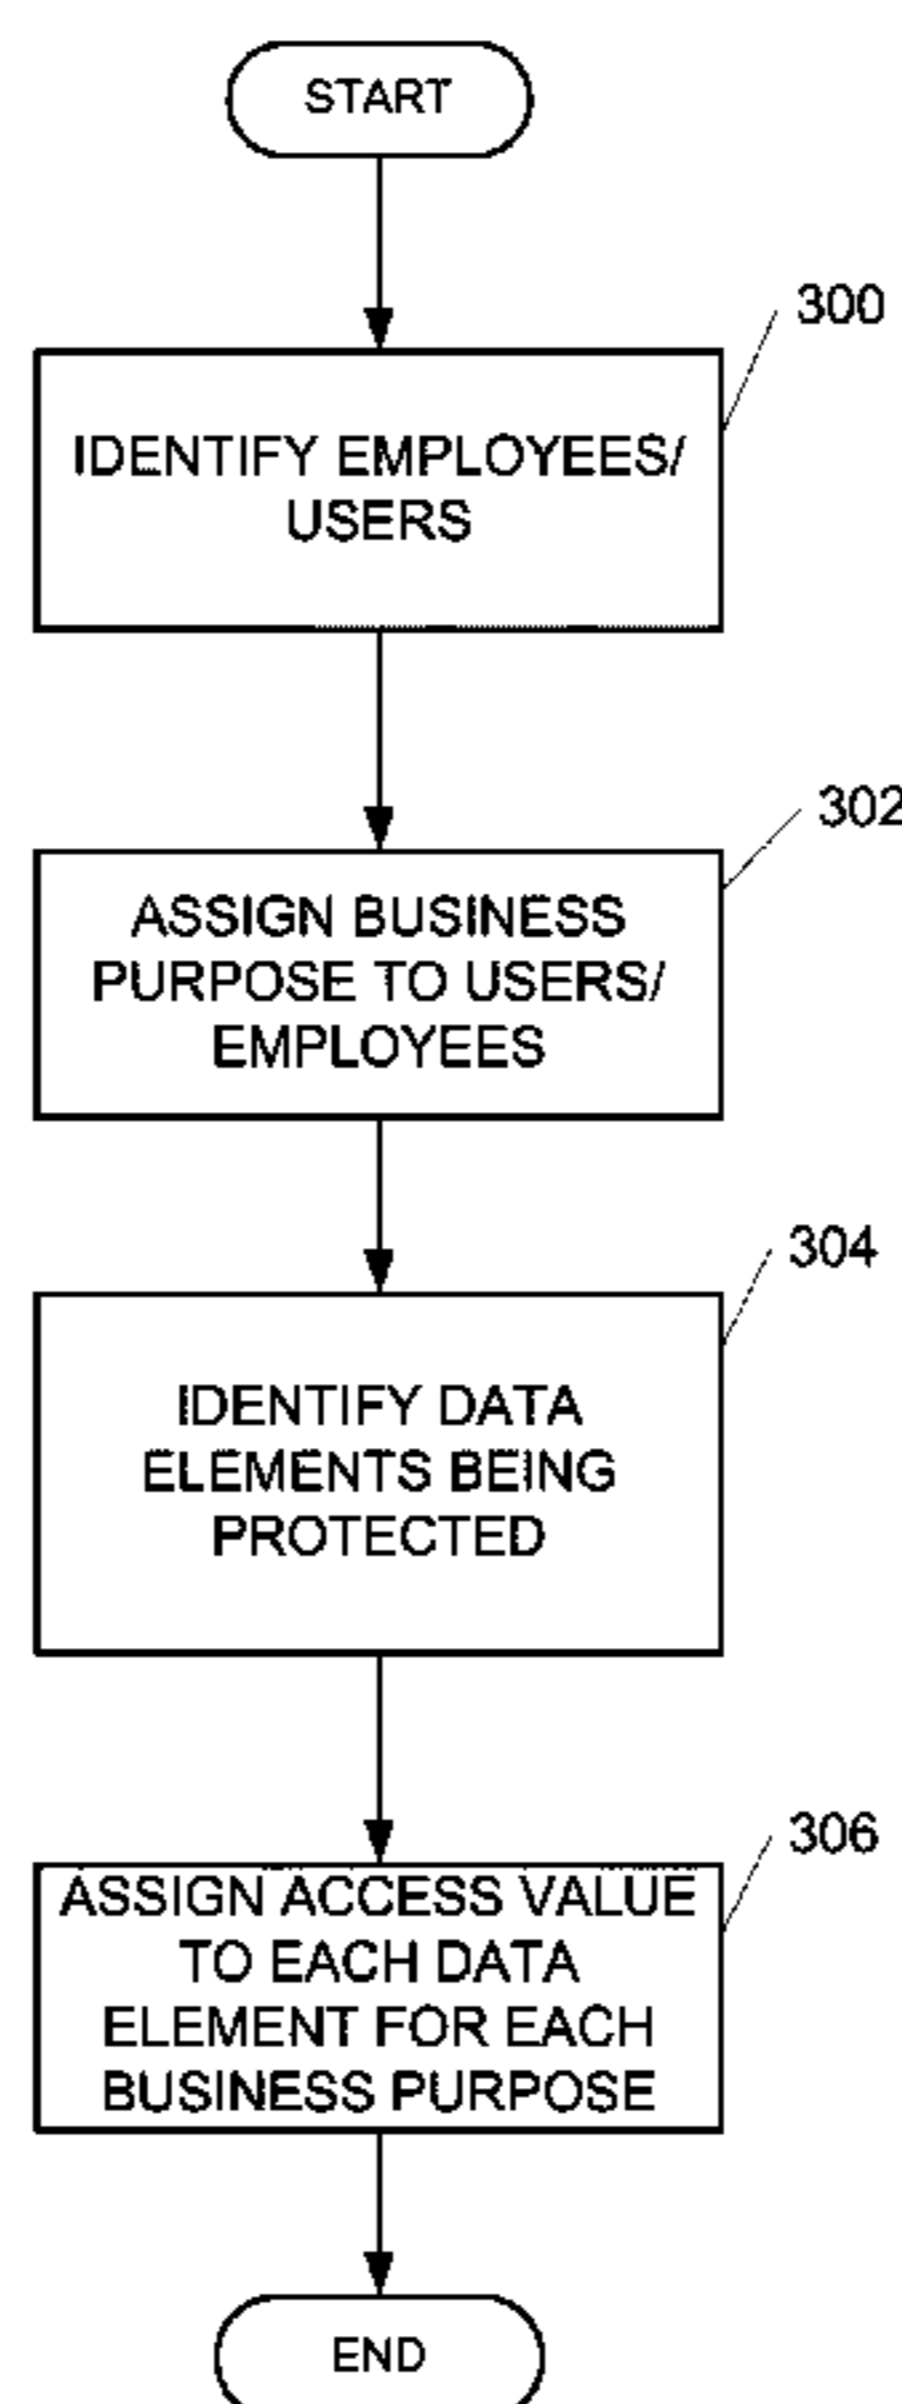 START
300
IDENTIFY EMPLOYEES/
USERS
302
ASSIGN BUSINESS
PURPOSE TO USERS/
EMPLOYEES
304
IDENTIFY DATA
ELEMENTS BEING
PROTECTED
306
ASSIGN ACCESS VALUE
TO EACH DATA
ELEMENT FOR EACH
BUSINESS PURPOSE
END